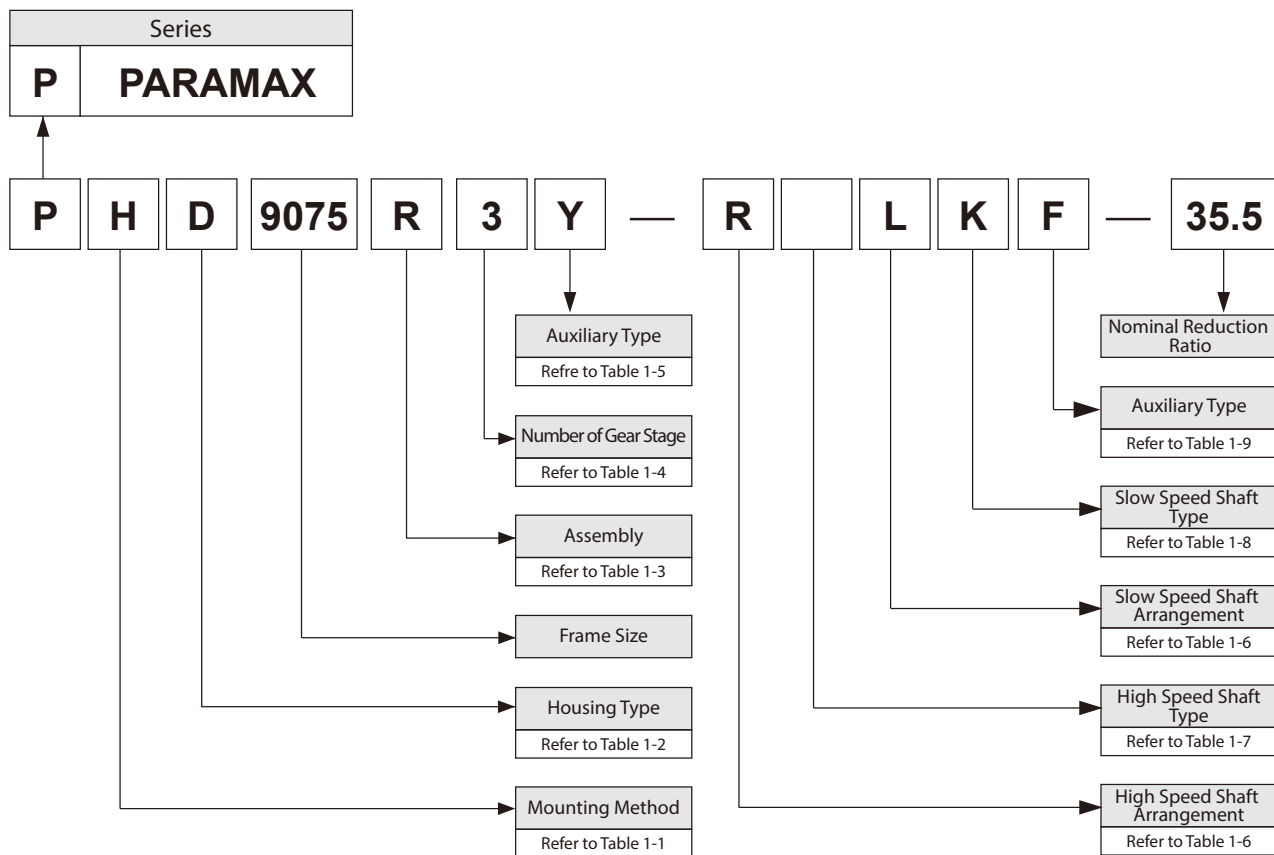 Series
P PARAMAX
P H D 9075 R 3 Y — R L K F — 35.5
Auxiliary Type
Refre to Table 1-5
Number of Gear Stage
Refer to Table 1-4
Assembly
Refer to Table 1-3
Frame Size
Housing Type
Refer to Table 1-2
Mounting Method
Refer to Table 1-1
Nominal Reduction
Ratio
Auxiliary Type
Refer to Table 1-9
Slow Speed Shaft
Type
Refer to Table 1-8
Slow Speed Shaft
Arrangement
Refer to Table 1-6
High Speed Shaft
Type
Refer to Table 1-7
High Speed Shaft
Arrangement
Refer to Table 1-6